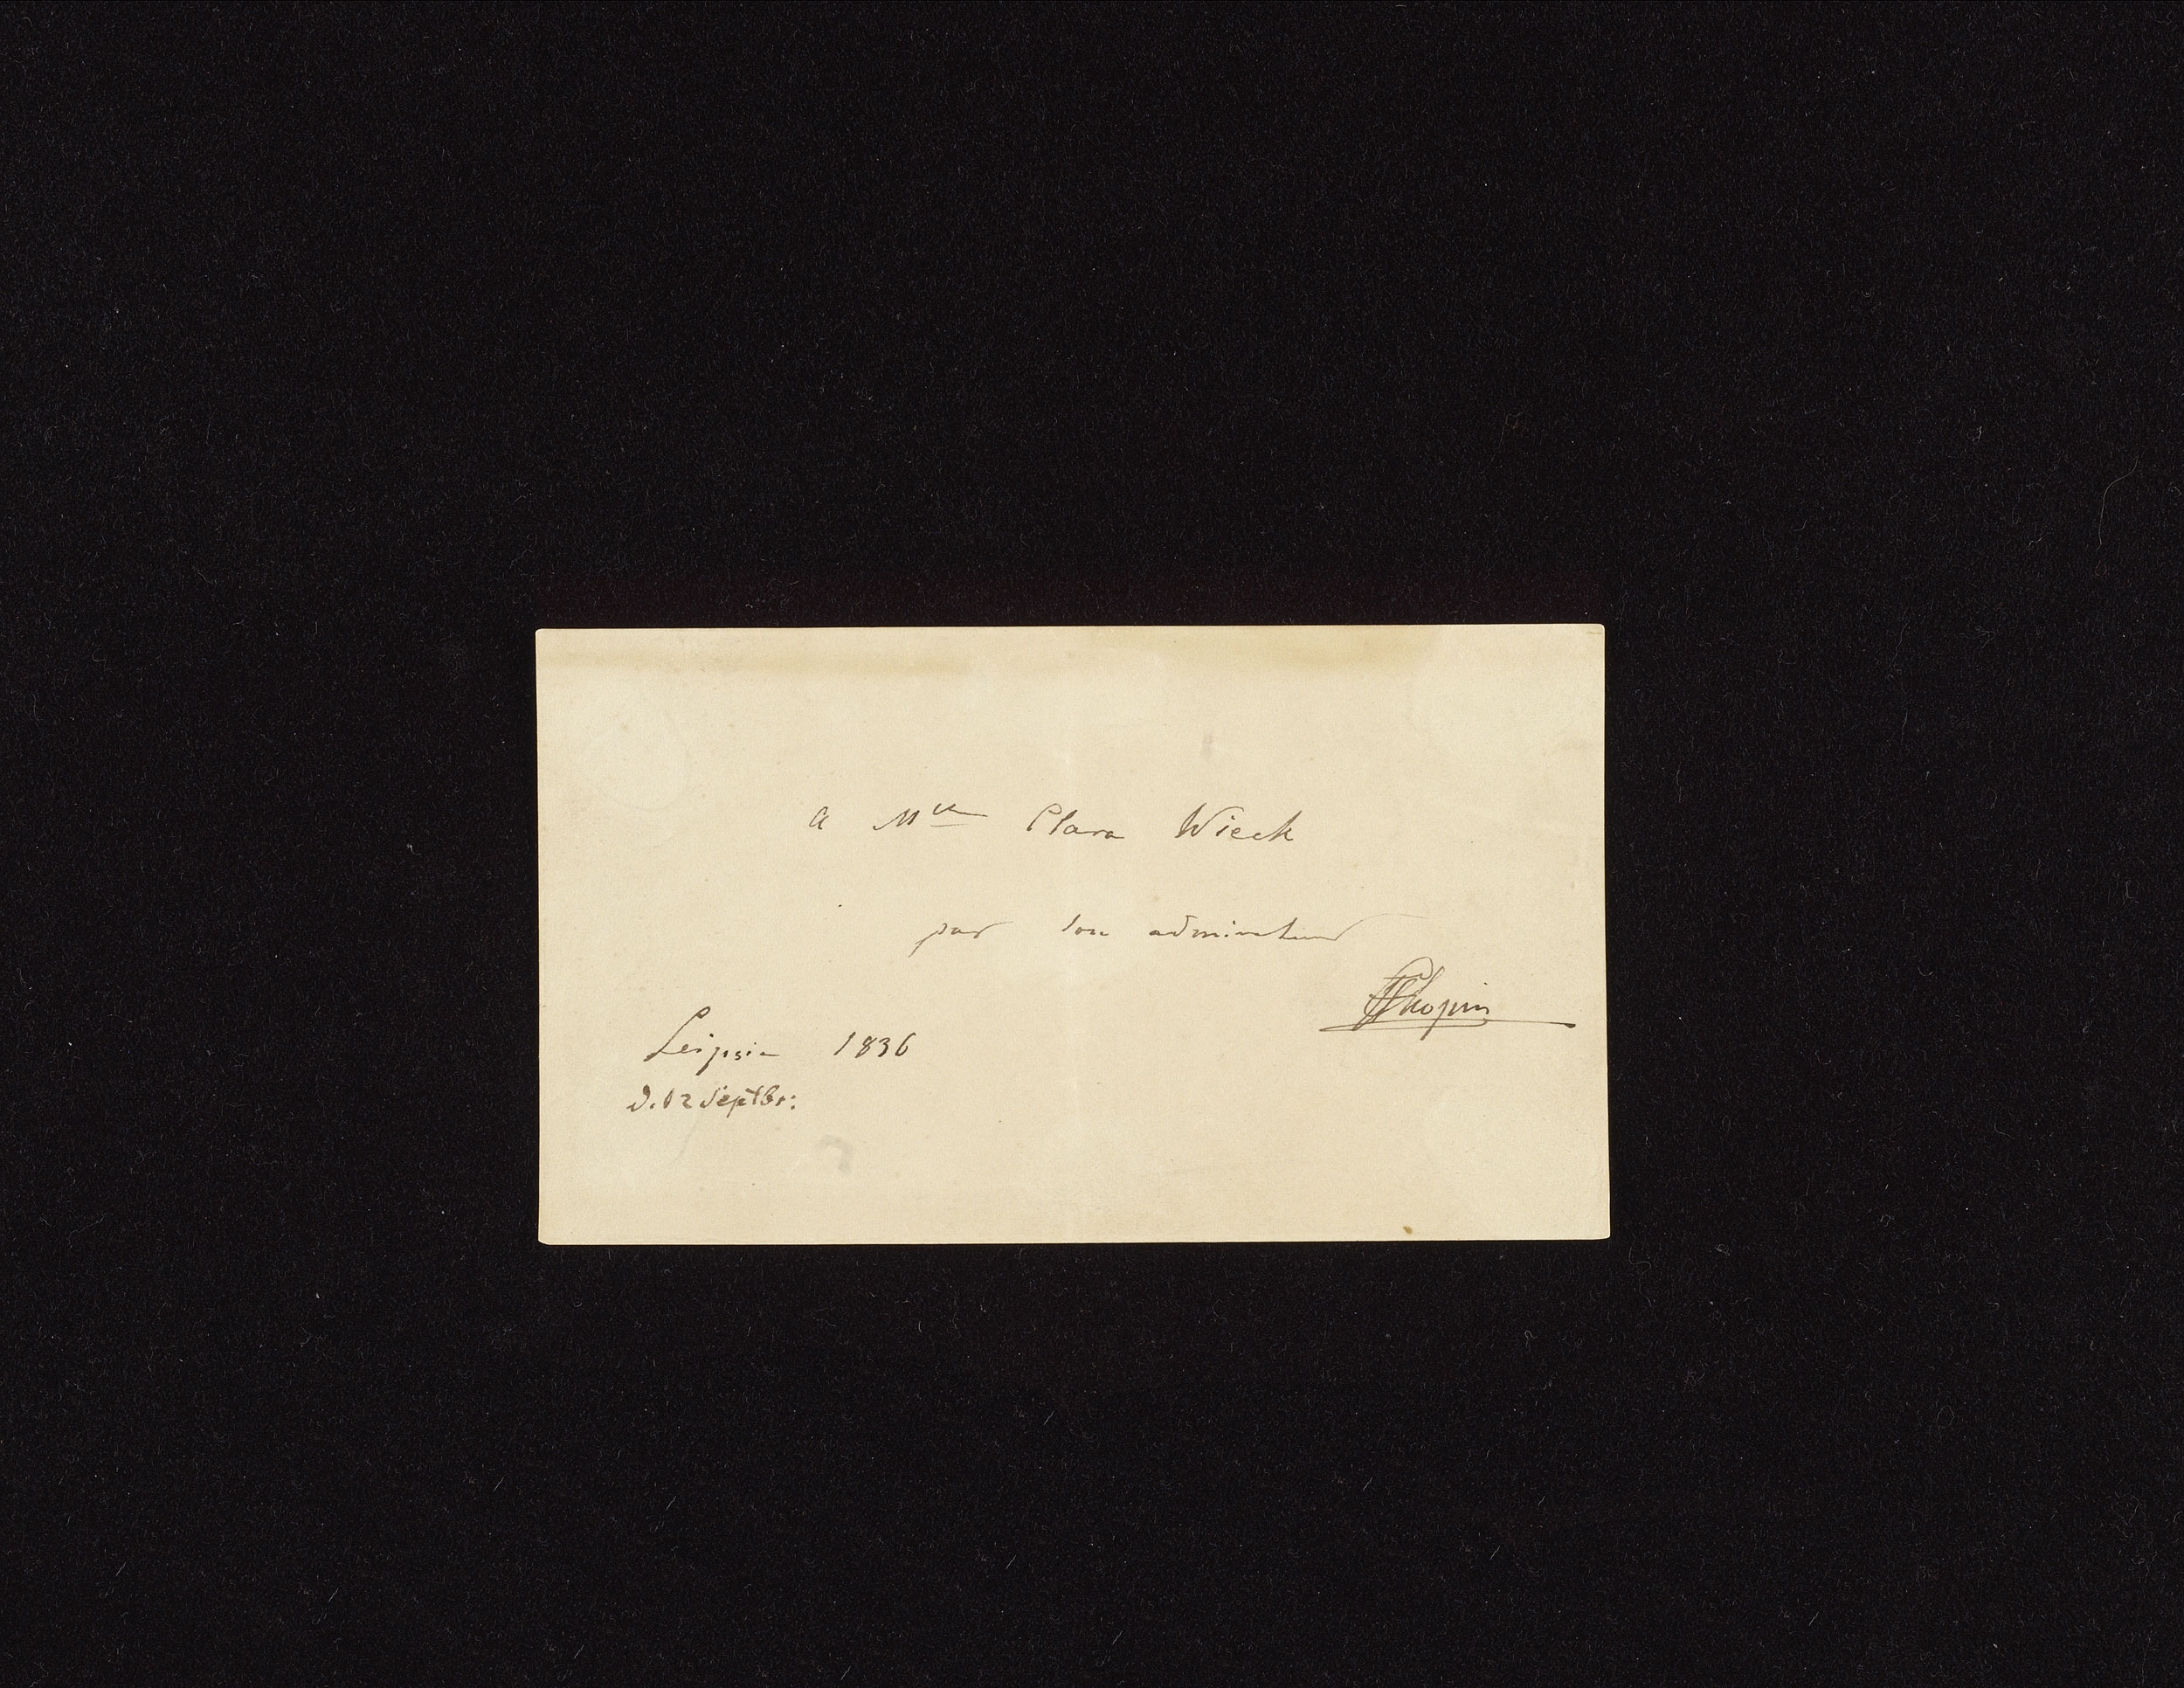 a Mlle Clara Wieck
par son admirateur
FChopin
Leipsic 1836
d. 12 Septbr: